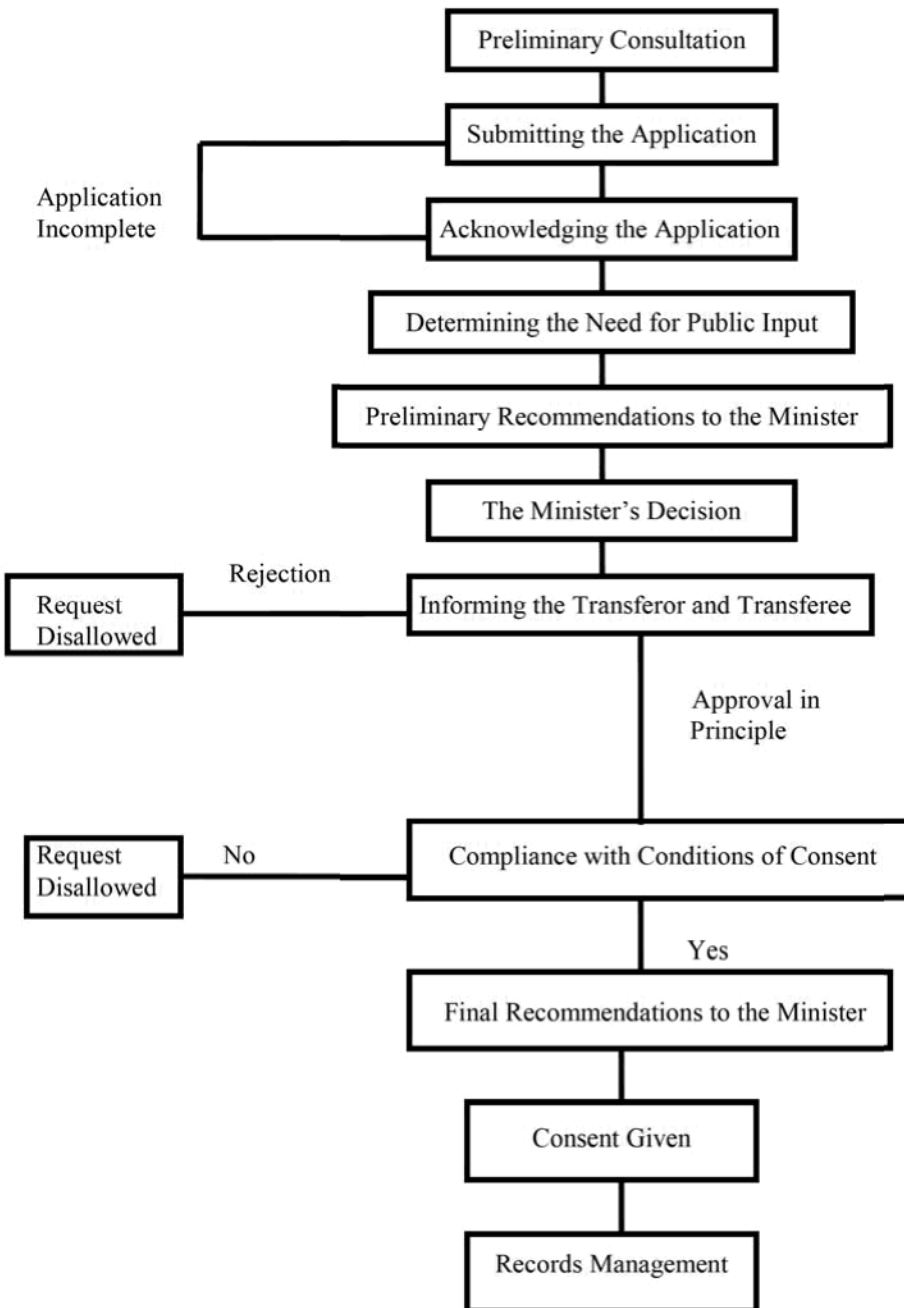 Preliminary Consultation
Submitting the Application
Application
Incomplete
Acknowledging the Application
Determining the Need for Public Input
Preliminary Recommendations to the Minister
The Minister’s Decision
Rejection
Request
Disallowed
Informing the Transferor and Transferee
Approval in
Principle
Request
Disallowed
No
Compliance with Conditions of Consent
Yes
Final Recommendations to the Minister
Consent Given
Records Management